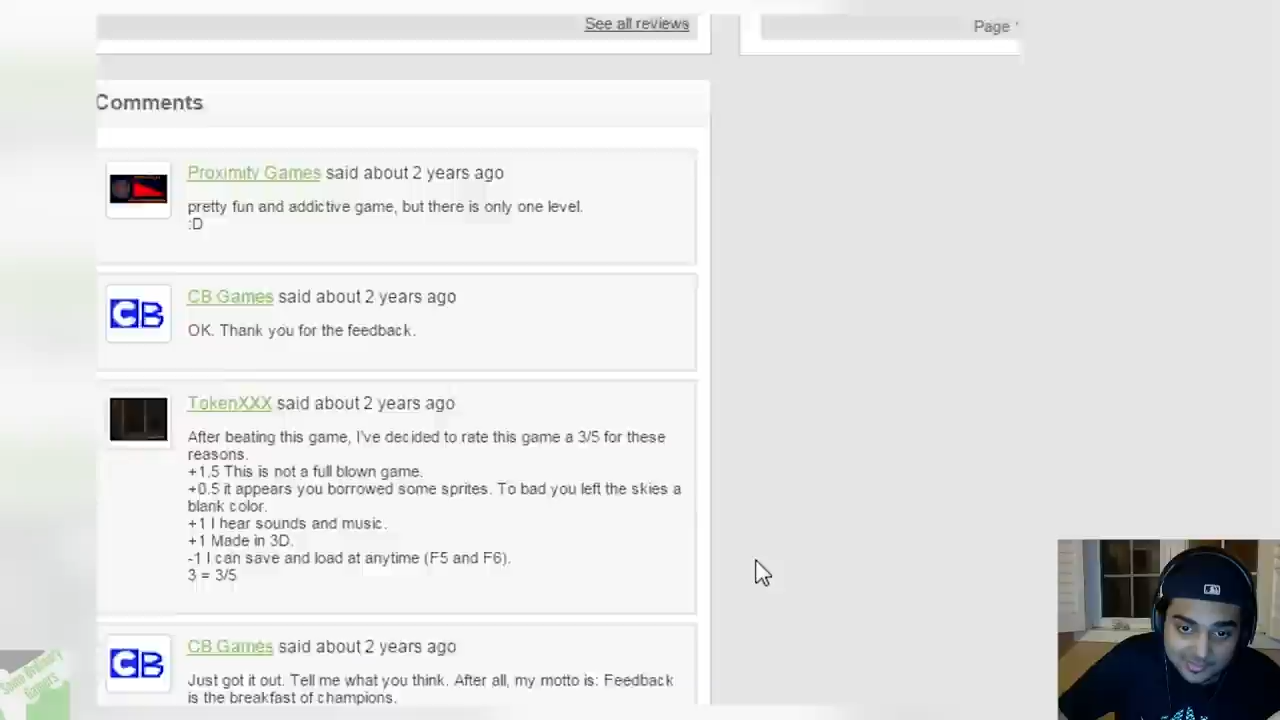 See all reviews
Page
Comments
Proximity Games said about 2 years ago
pretty fun and addictive game, but there is only one level.
:D
CB
CB Games said about 2 years ago
OK. Thank you for the feedback.
TokenXXX said about 2 years ago
After beating this game, I've decided to rate this game a 3/5 for these
reasons.
+1.5 This is not a full blown game.
+0.5 it appears you borrowed some sprites. To bad you left the skies a
blank color.
+1 I hear sounds and music.
+1 Made in 3D.
-1 I can save and load at anytime (F5 and F6).
3 = 3/5
CB
CB Games said about 2 years ago
Just got it out. Tell me what you think. After all, my motto is: Feedback
is the breakfast of champions.
Some Ordinary
Gamers